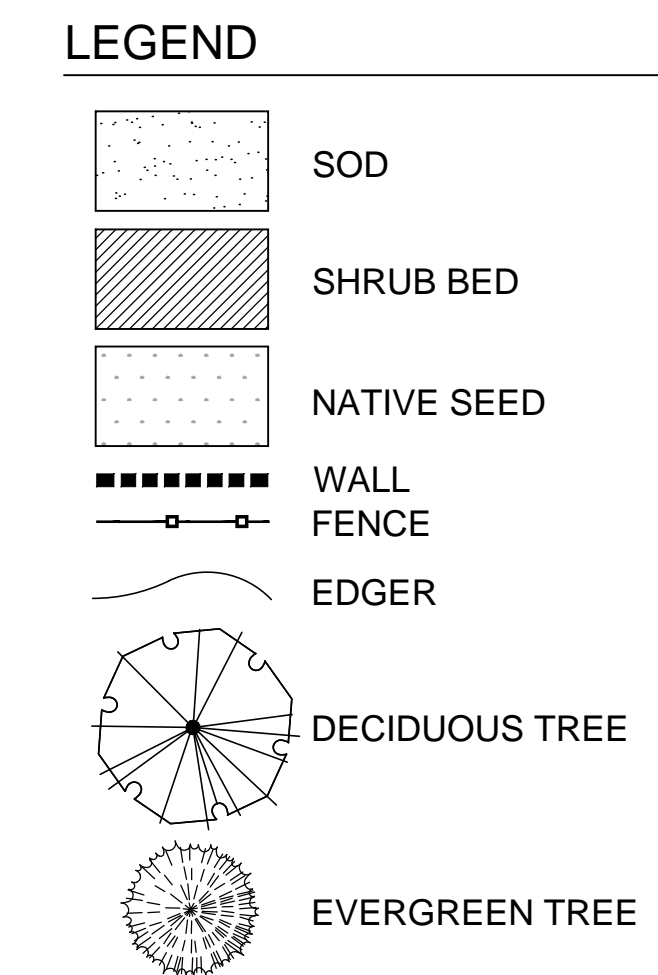 LEGEND
SOD
SHRUB BED
NATIVE SEED
WALL
FENCE
EDGER
DECIDUOUS TREE
EVERGREEN TREE